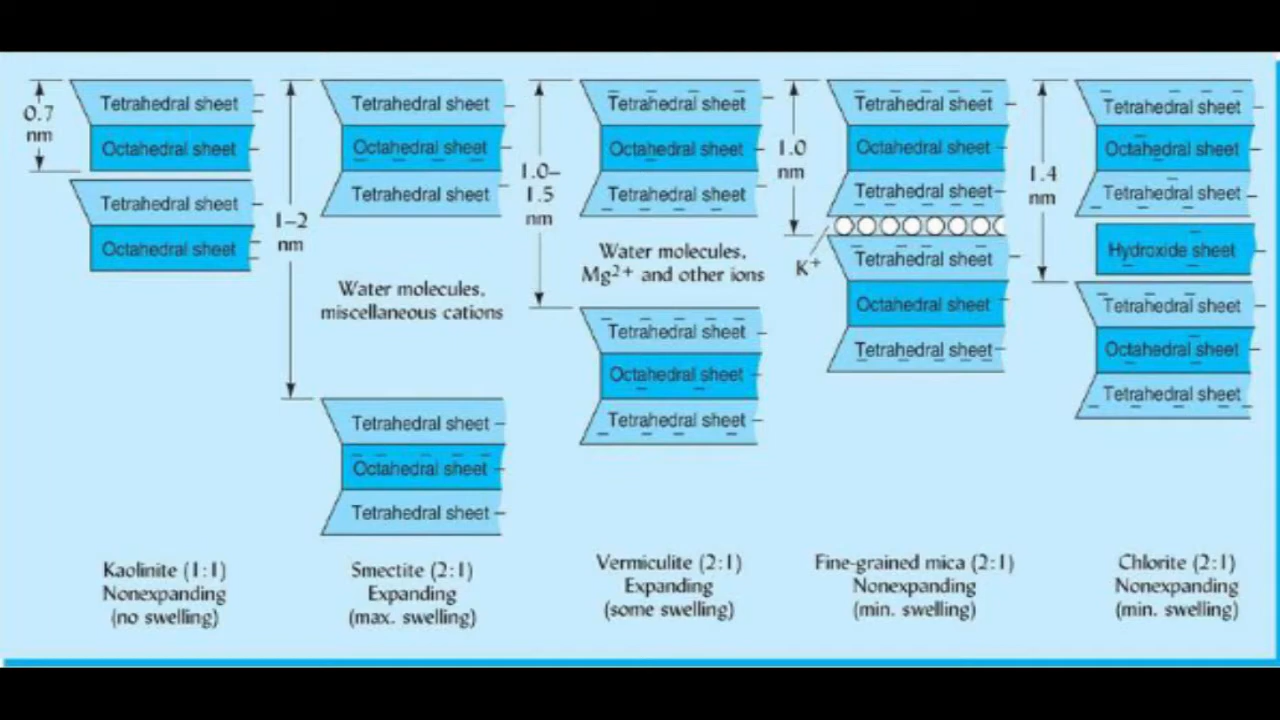 0.7
nm
Tetrahedral sheet
Octahedral sheet
Tetrahedral sheet
Octahedral sheet
Kaolinite (1:1)
Nonexpanding
(no swelling)
1–2
nm
Tetrahedral sheet
Octahedral sheet
Tetrahedral sheet
Water molecules,
miscellaneous cations
Tetrahedral sheet
Octahedral sheet
Tetrahedral sheet
Smectite (2:1)
Expanding
(max. swelling)
1.0–
1.5
nm
Tetrahedral sheet
Octahedral sheet
Tetrahedral sheet
Water molecules,
Mg2+ and other ions
Tetrahedral sheet
Octahedral sheet
Tetrahedral sheet
Vermiculite (2:1)
Expanding
(some swelling)
1.0
nm
Tetrahedral sheet
Octahedral sheet
Tetrahedral sheet
K+
Tetrahedral sheet
Octahedral sheet
Tetrahedral sheet
Fine-grained mica (2:1)
Nonexpanding
(min. swelling)
1.4
nm
Tetrahedral sheet
Octahedral sheet
Tetrahedral sheet
Hydroxide sheet
Tetrahedral sheet
Octahedral sheet
Tetrahedral sheet
Chlorite (2:1)
Nonexpanding
(min. swelling)